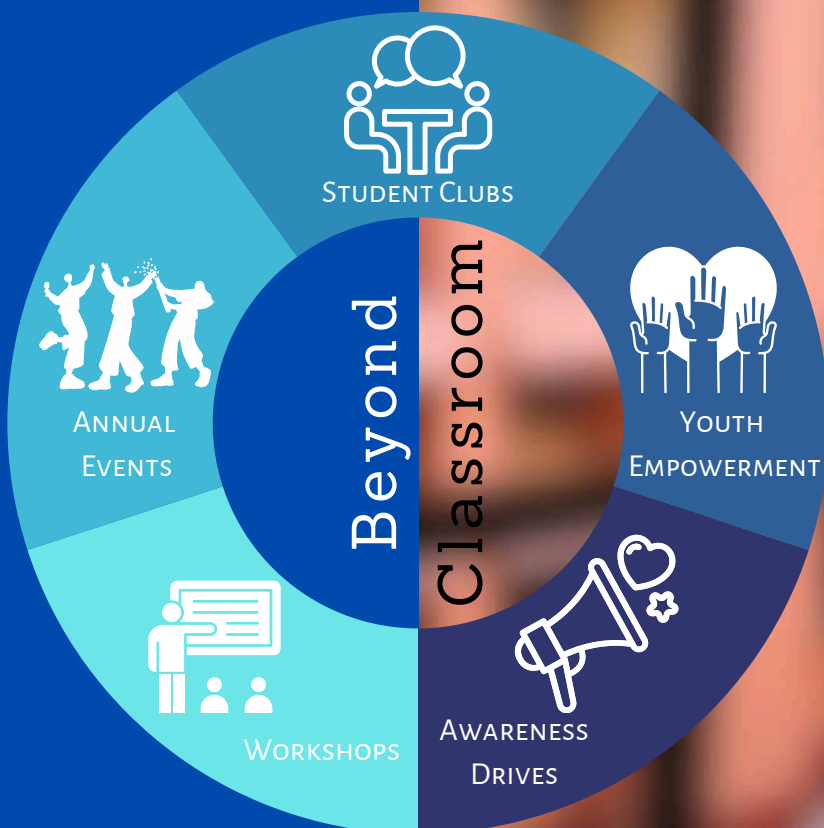 Student Clubs
Annual
Events
Beyond
Classroom
Youth
Empowerment
Workshops
Awareness
Drives